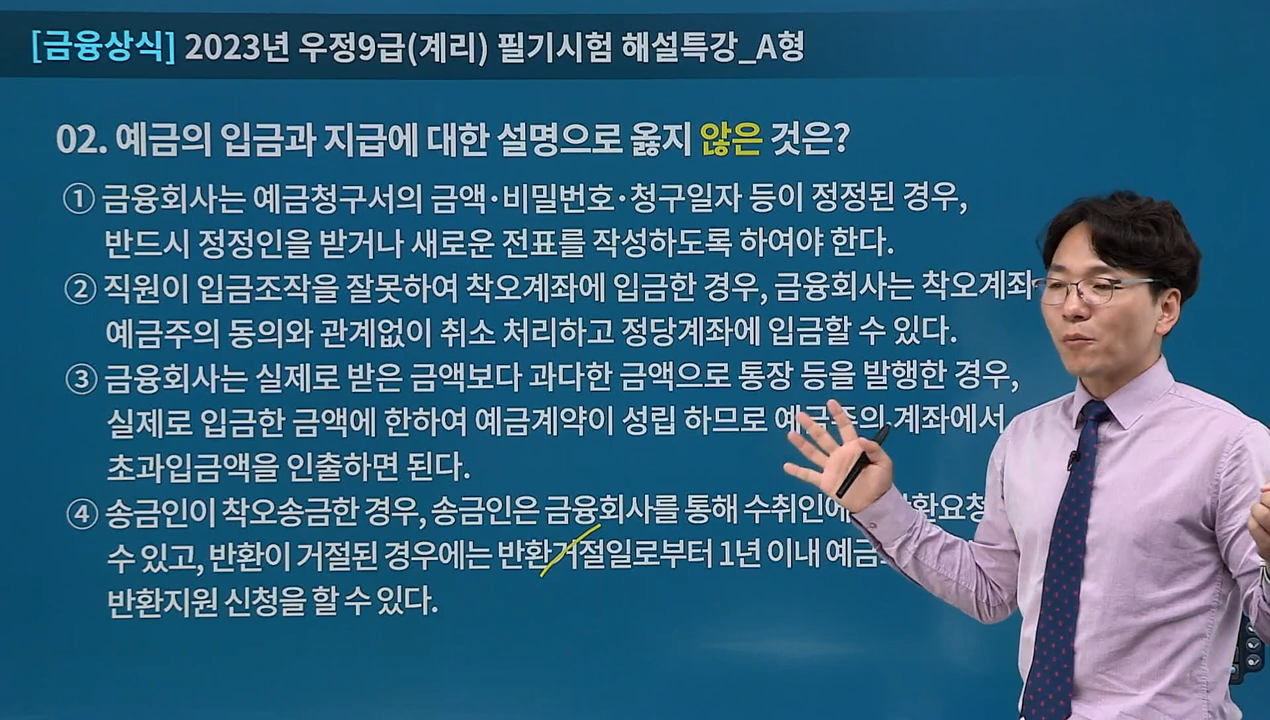 [금융상식] 2023년 우정9급(계리) 필기시험 해설특강_A형
02. 예금의 입금과 지급에 대한 설명으로 옳지 않은 것은?
① 금융회사는 예금청구서의 금액·비밀번호·청구일자 등이 정정된 경우,
반드시 정정인을 받거나 새로운 전표를 작성하도록 하여야 한다.
② 직원이 입금조작을 잘못하여 착오계좌에 입금한 경우, 금융회사는 착오계좌
예금주의 동의와 관계없이 취소 처리하고 정당계좌에 입금할 수 있다.
③ 금융회사는 실제로 받은 금액보다 과다한 금액으로 통장 등을 발행한 경우,
실제로 입금한 금액에 한하여 예금계약이 성립 하므로 예금주의 계좌에서
초과입금액을 인출하면 된다.
④ 송금인이 착오송금한 경우, 송금인은 금융회사를 통해
수 있고, 반환이 거절된 경우에는 반환거절일로부터 1년 이내
반환지원 신청을 할 수 있다.